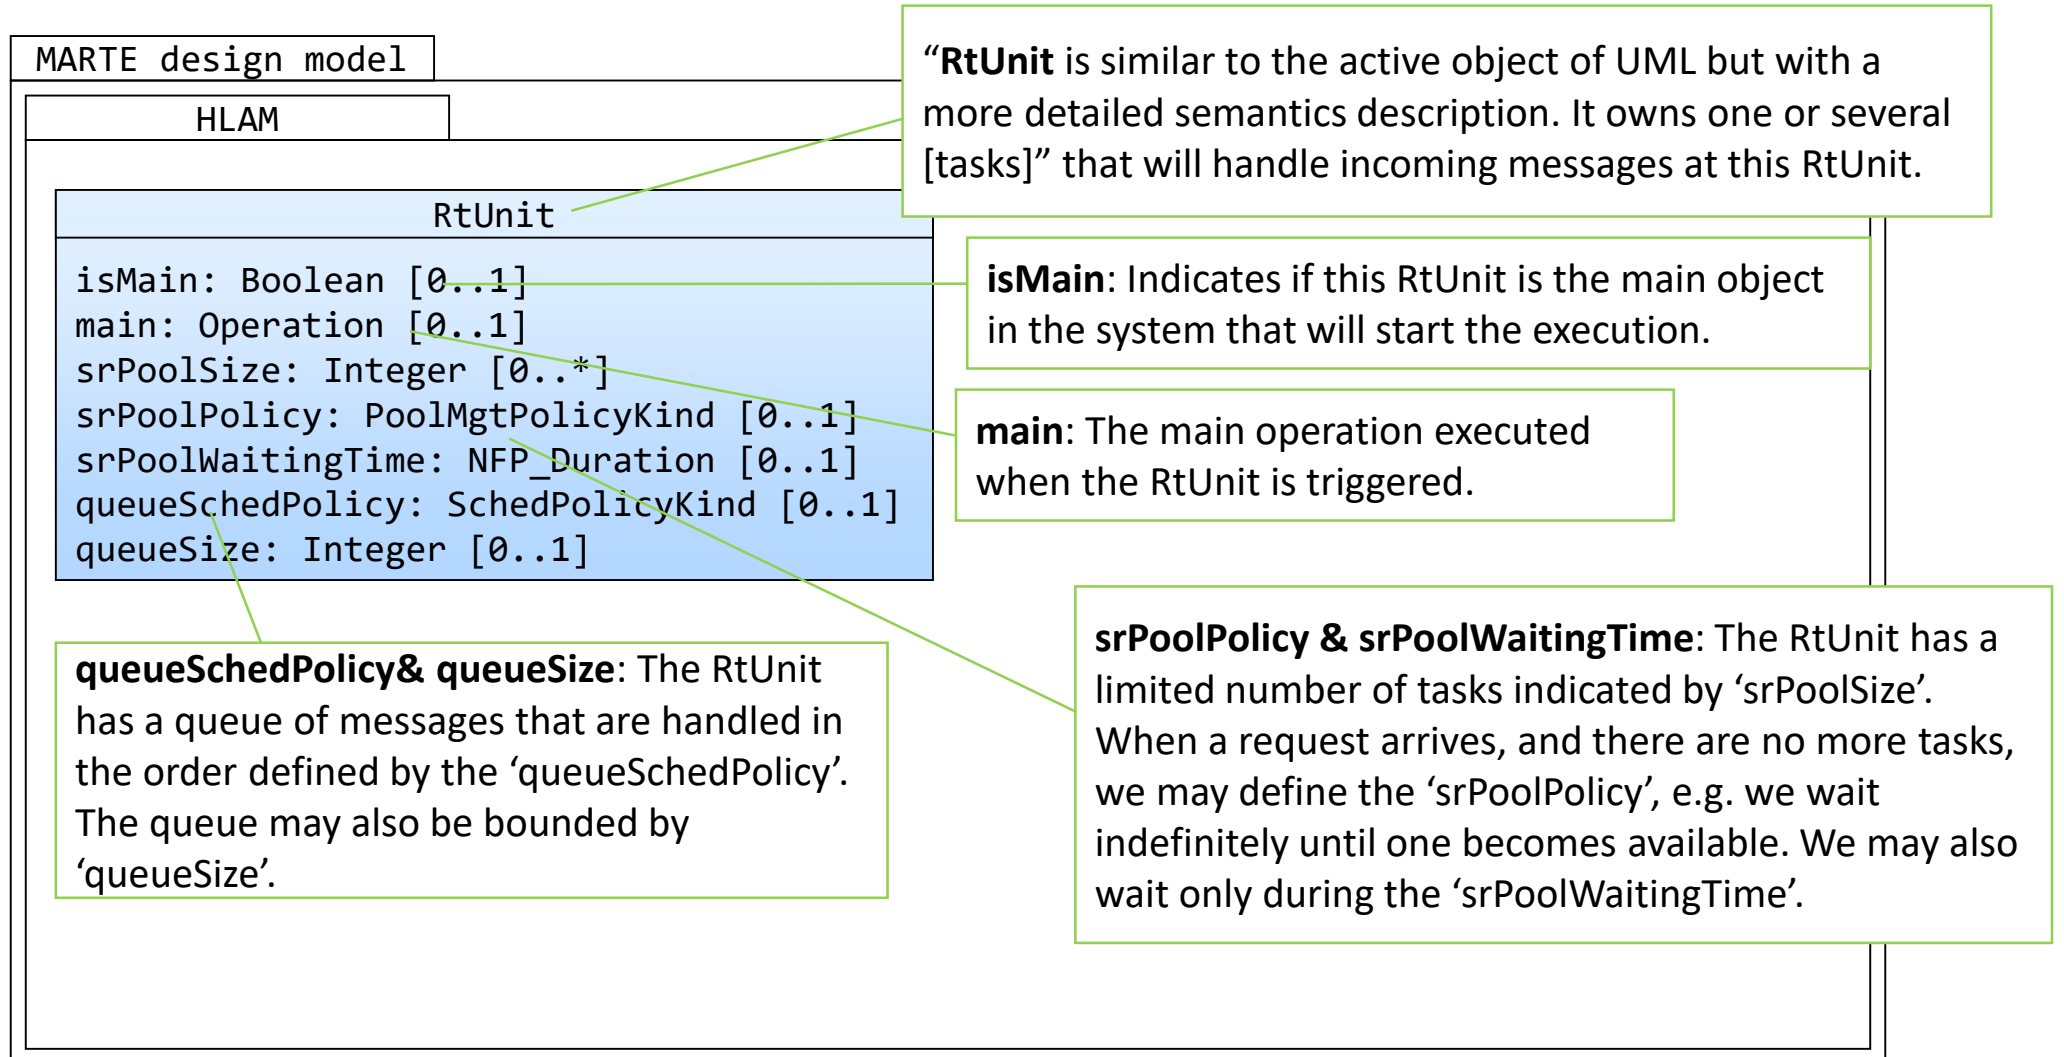 MARTE design model
HLAM
“RtUnit is similar to the active object of UML but with a
more detailed semantics description. It owns one or several
[tasks]” that will handle incoming messages at this RtUnit.
RtUnit
isMain: Boolean [0..1]
main: Operation [0..1]
srPoolSize: Integer [0..*]
srPoolPolicy: PoolMgtPolicyKind [0..1]
srPoolWaitingTime: NFP_Duration [0..1]
queueSchedPolicy: SchedPolicyKind [0..1]
queueSize: Integer [0..1]
isMain: Indicates if this RtUnit is the main object
in the system that will start the execution.
main: The main operation executed
when the RtUnit is triggered.
queueSchedPolicy& queueSize: The RtUnit
has a queue of messages that are handled in
the order defined by the ‘queueSchedPolicy’.
The queue may also be bounded by
‘queueSize’.
srPoolPolicy & srPoolWaitingTime: The RtUnit has a
limited number of tasks indicated by ‘srPoolSize’.
When a request arrives, and there are no more tasks,
we may define the ‘srPoolPolicy’, e.g. we wait
indefinitely until one becomes available. We may also
wait only during the ‘srPoolWaitingTime’.